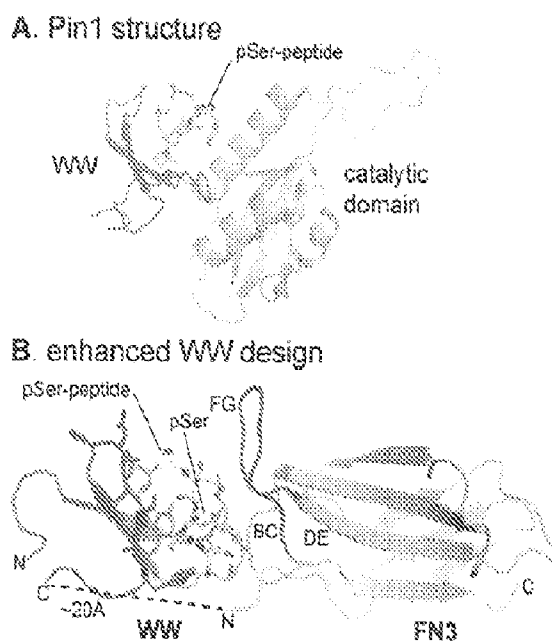 A. Pin1 structure
pSer-peptide
WW
catalytic
domain
B. enhanced WW design
pSer-peptide
pSer
FG
BC
DE
N
C
~20A
N
C
WW
FN3